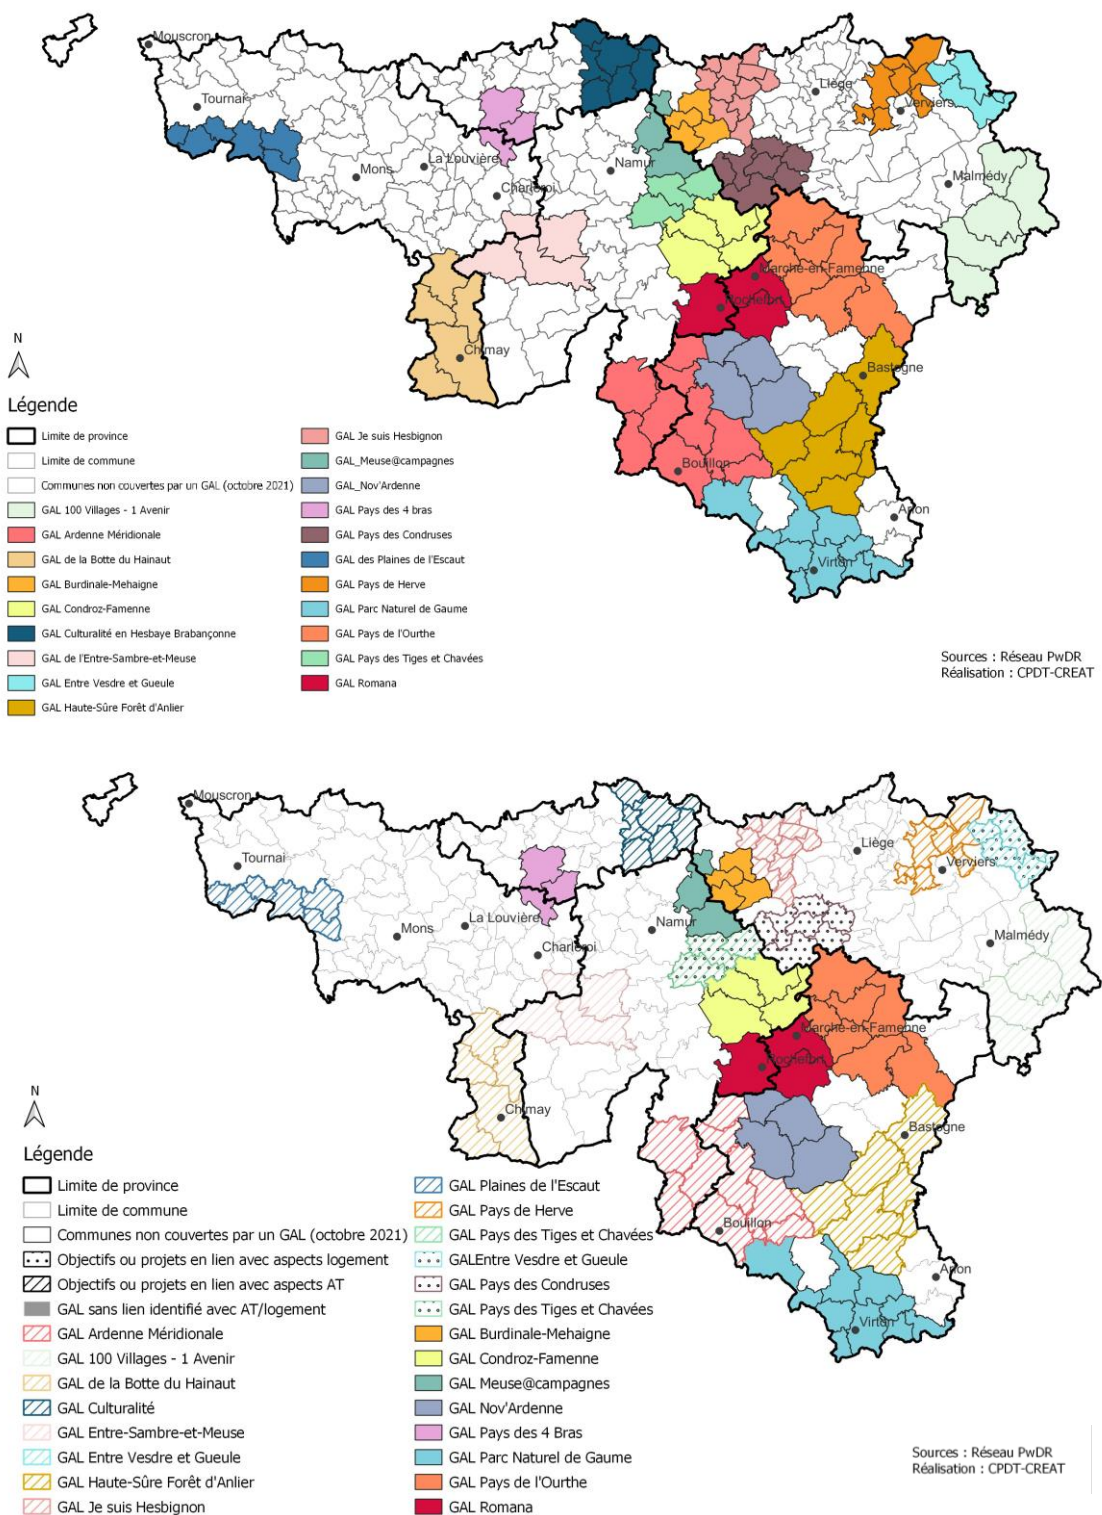 Mouscron
Tournai
Mons
La Louvière
Charleroi
Namur
Liège
Verviers
Malmédy
Marche-en-Famenne
Rochefort
Chimay
Bastogne
Bouillon
Arlon
Virton
N
Légende
Limite de province
Limite de commune
Communes non couvertes par un GAL (octobre 2021)
GAL 100 Villages - 1 Avenir
GAL Ardenne Méridionale
GAL de la Botte du Hainaut
GAL Burdinale-Mehaigne
GAL Condroz-Famenne
GAL Culturalité en Hesbaye Brabançonne
GAL de l'Entre-Sambre-et-Meuse
GAL Entre Vesdre et Gueule
GAL Haute-Sûre Forêt d'Anlier
GAL Je suis Hesbignon
GAL_Meuse@campagnes
GAL_Nov'Ardenne
GAL Pays des 4 bras
GAL Pays des Condruses
GAL des Plaines de l'Escaut
GAL Pays de Herve
GAL Parc Naturel de Gaume
GAL Pays de l'Ourthe
GAL Pays des Tiges et Chavées
GAL Romana
Sources : Réseau PwDR
Réalisation : CPDT-CREAT
Mouscron
Tournai
Mons
La Louvière
Charleroi
Namur
Liège
Verviers
Malmédy
Marche-en-Famenne
Rochefort
Chimay
Bastogne
Bouillon
Arlon
Virton
N
Légende
Limite de province
Limite de commune
Communes non couvertes par un GAL (octobre 2021)
Objectifs ou projets en lien avec aspects logement
Objectifs ou projets en lien avec aspects AT
GAL sans lien identifié avec AT/logement
GAL Ardenne Méridionale
GAL 100 Villages - 1 Avenir
GAL de la Botte du Hainaut
GAL Culturalité
GAL Entre-Sambre-et-Meuse
GAL Entre Vesdre et Gueule
GAL Haute-Sûre Forêt d'Anlier
GAL Je suis Hesbignon
GAL Plaines de l'Escaut
GAL Pays de Herve
GAL Pays des Tiges et Chavées
GALEntre Vesdre et Gueule
GAL Pays des Condruses
GAL Pays des Tiges et Chavées
GAL Burdinale-Mehaigne
GAL Condroz-Famenne
GAL Meuse@campagnes
GAL Nov'Ardenne
GAL Pays des 4 Bras
GAL Parc Naturel de Gaume
GAL Pays de l'Ourthe
GAL Romana
Sources : Réseau PwDR
Réalisation : CPDT-CREAT